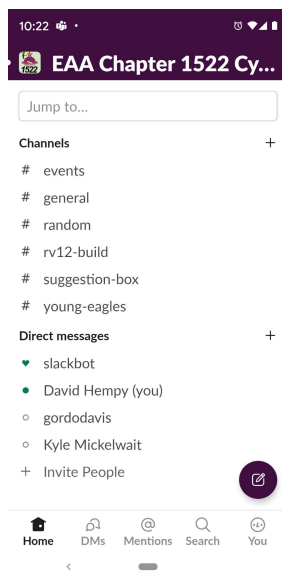 10:22
1522
EAA Chapter 1522 Cy...
Jump to...
Channels +
# events
# general
# random
# rv12-build
# suggestion-box
# young-eagles
Direct messages +
slackbot
David Hempy (you)
gordodavis
Kyle Mickelwait
+ Invite People
Home DMs Mentions Search You